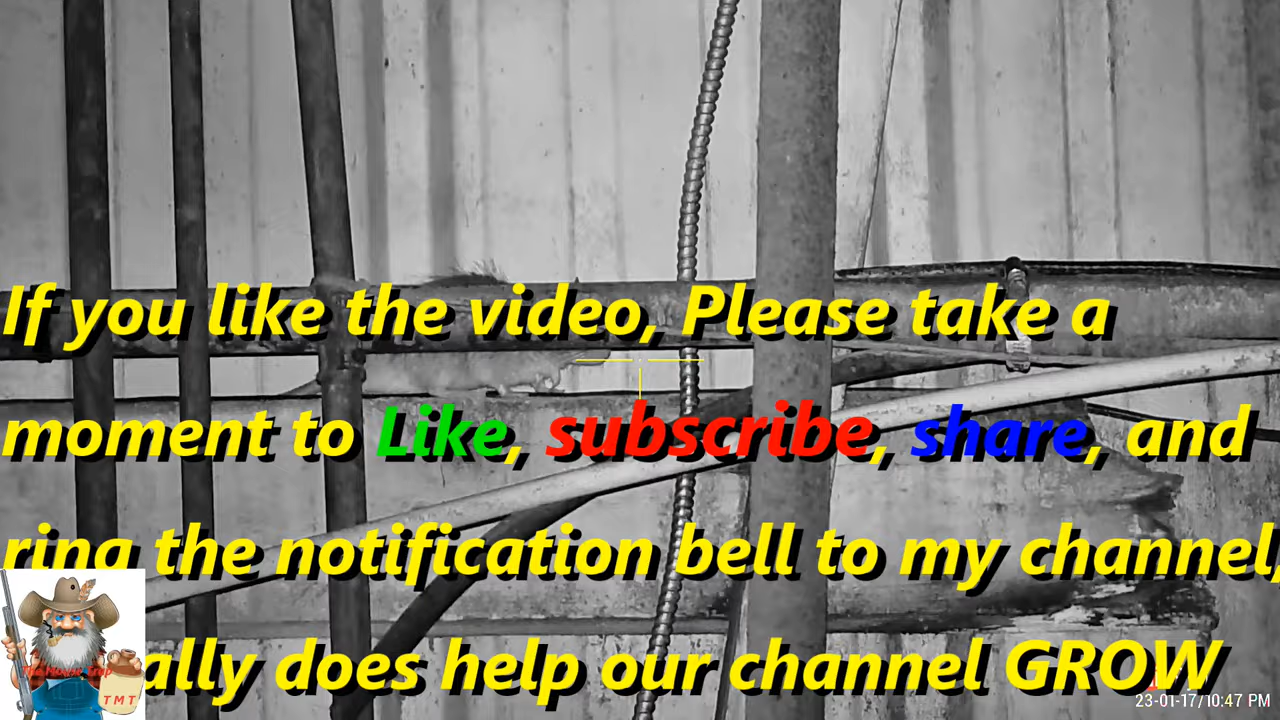 If you like the video, Please take a
moment to Like, subscribe, share, and
ring the notification bell to my channel,
ally does help our channel GROW
TMT
23-01-17/10:47 PM